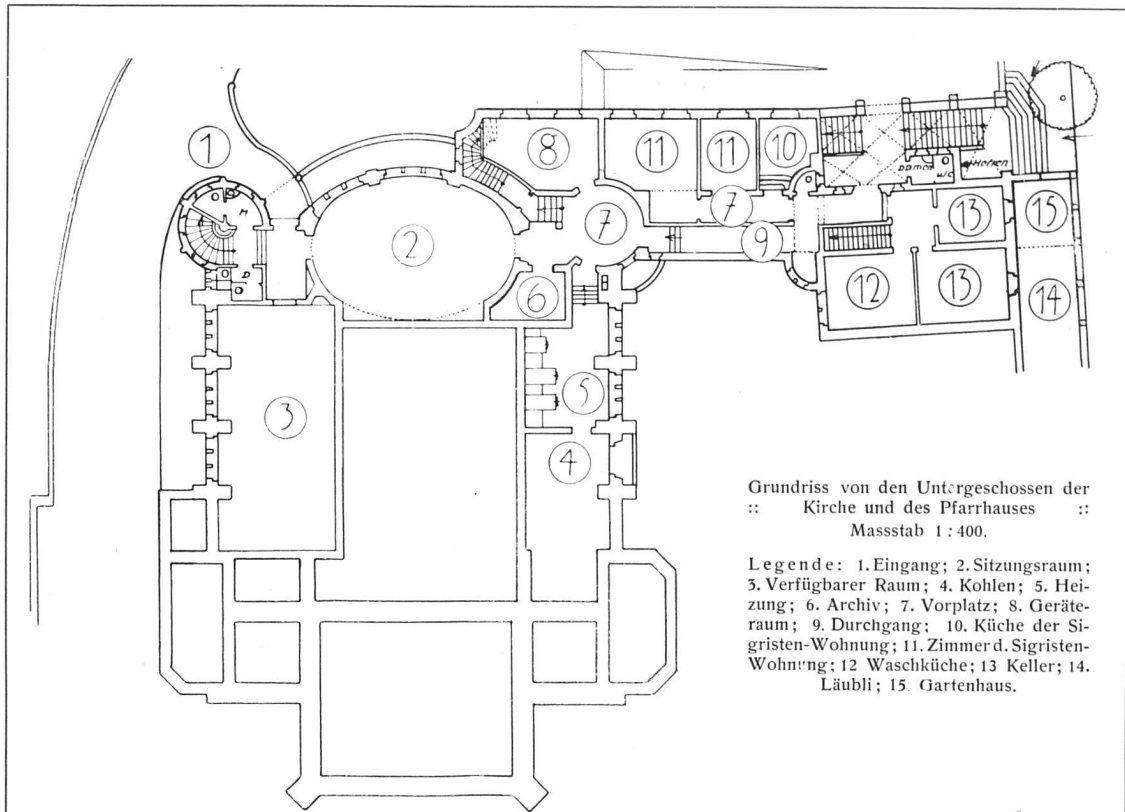 1
8
11
11
10
Damen
W.C.
Herren
2
7
7
13
15
H
9
D
6
12
13
14
5
3
4
Grundriss von den Untergeschossen der
:: Kirche und des Pfarrhauses ::
Massstab 1 : 400.
Legende: 1. Eingang; 2. Sitzungsraum;
3. Verfügbarer Raum; 4. Kohlen; 5. Hei-
zung; 6. Archiv; 7. Vorplatz; 8. Geräte-
raum; 9. Durchgang; 10. Küche der Si-
gristen-Wohnung; 11. Zimmer d. Sigristen-
Wohnung; 12 Waschküche; 13 Keller; 14.
Läubli; 15. Gartenhaus.